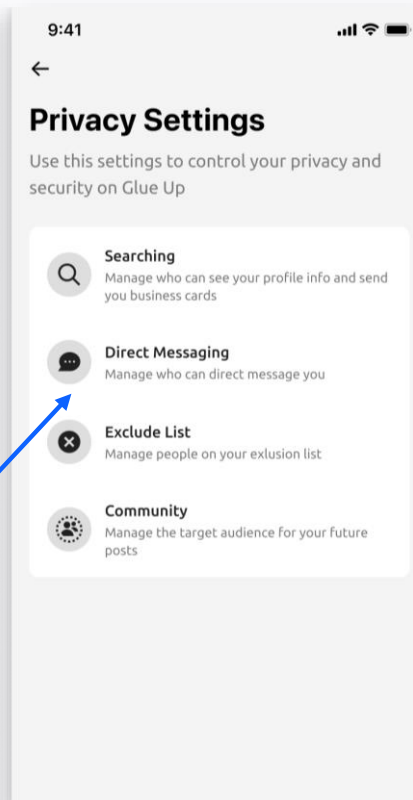 9:41
Privacy Settings
Use this settings to control your privacy and
security on Glue Up
Searching
Manage who can see your profile info and send
you business cards
Direct Messaging
Manage who can direct message you
Exclude List
Manage people on your exlusion list
Community
Manage the target audience for your future
posts